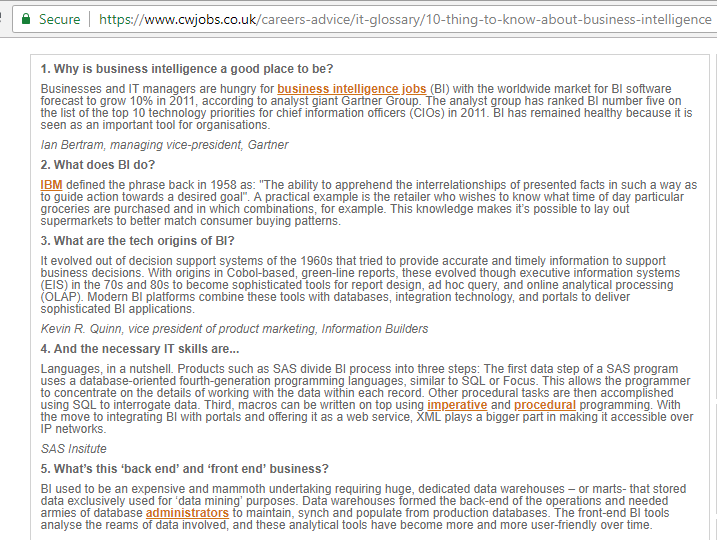 Secure https://www.cwjobs.co.uk/careers-advice/it-glossary/10-thing-to-know-about-business-intelligence
1. Why is business intelligence a good place to be?
Businesses and IT managers are hungry for business intelligence jobs (BI) with the worldwide market for BI software
forecast to grow 10% in 2011, according to analyst giant Gartner Group. The analyst group has ranked BI number five on
the list of the top 10 technology priorities for chief information officers (CIOs) in 2011. BI has remained healthy because it is
seen as an important tool for organisations.
Ian Bertram, managing vice-president, Gartner
2. What does BI do?
IBM defined the phrase back in 1958 as: "The ability to apprehend the interrelationships of presented facts in such a way as
to guide action towards a desired goal". A practical example is the retailer who wishes to know what time of day particular
groceries are purchased and in which combinations, for example. This knowledge makes it's possible to lay out
supermarkets to better match consumer buying patterns.
3. What are the tech origins of BI?
It evolved out of decision support systems of the 1960s that tried to provide accurate and timely information to support
business decisions. With origins in Cobol-based, green-line reports, these evolved though executive information systems
(EIS) in the 70s and 80s to become sophisticated tools for report design, ad hoc query, and online analytical processing
(OLAP). Modern BI platforms combine these tools with databases, integration technology, and portals to deliver
sophisticated BI applications.
Kevin R. Quinn, vice president of product marketing, Information Builders
4. And the necessary IT skills are...
Languages, in a nutshell. Products such as SAS divide BI process into three steps: The first data step of a SAS program
uses a database-oriented fourth-generation programming languages, similar to SQL or Focus. This allows the programmer
to concentrate on the details of working with the data within each record. Other procedural tasks are then accomplished
using SQL to interrogate data. Third, macros can be written on top using imperative and procedural programming. With
the move to integrating BI with portals and offering it as a web service, XML plays a bigger part in making it accessible over
IP networks.
SAS Insitute
5. What's this 'back end' and 'front end' business?
BI used to be an expensive and mammoth undertaking requiring huge, dedicated data warehouses – or marts- that stored
data exclusively used for 'data mining' purposes. Data warehouses formed the back-end of the operations and needed
armies of database administrators to maintain, synch and populate from production databases. The front-end BI tools
analyse the reams of data involved, and these analytical tools have become more and more user-friendly over time.